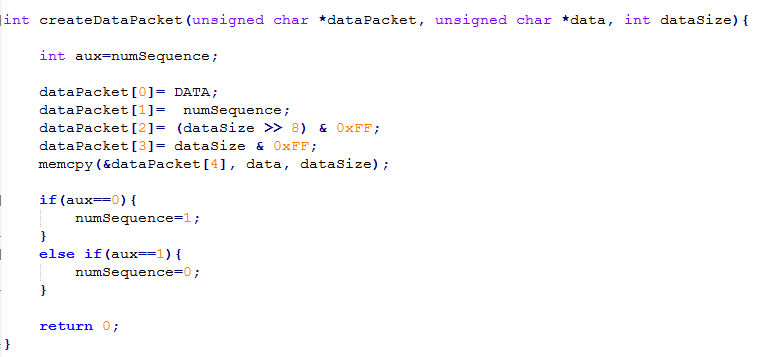 int createDataPacket(unsigned char *dataPacket, unsigned char *data, int dataSize){
int aux=numSequence;
dataPacket[0]= DATA;
dataPacket[1]=  numSequence;
dataPacket[2]= (dataSize >> 8) & 0xFF;
dataPacket[3]= dataSize & 0xFF;
memcpy(&dataPacket[4], data, dataSize);
if(aux==0){
numSequence=1;
}
else if(aux==1){
numSequence=0;
}
return 0;
}